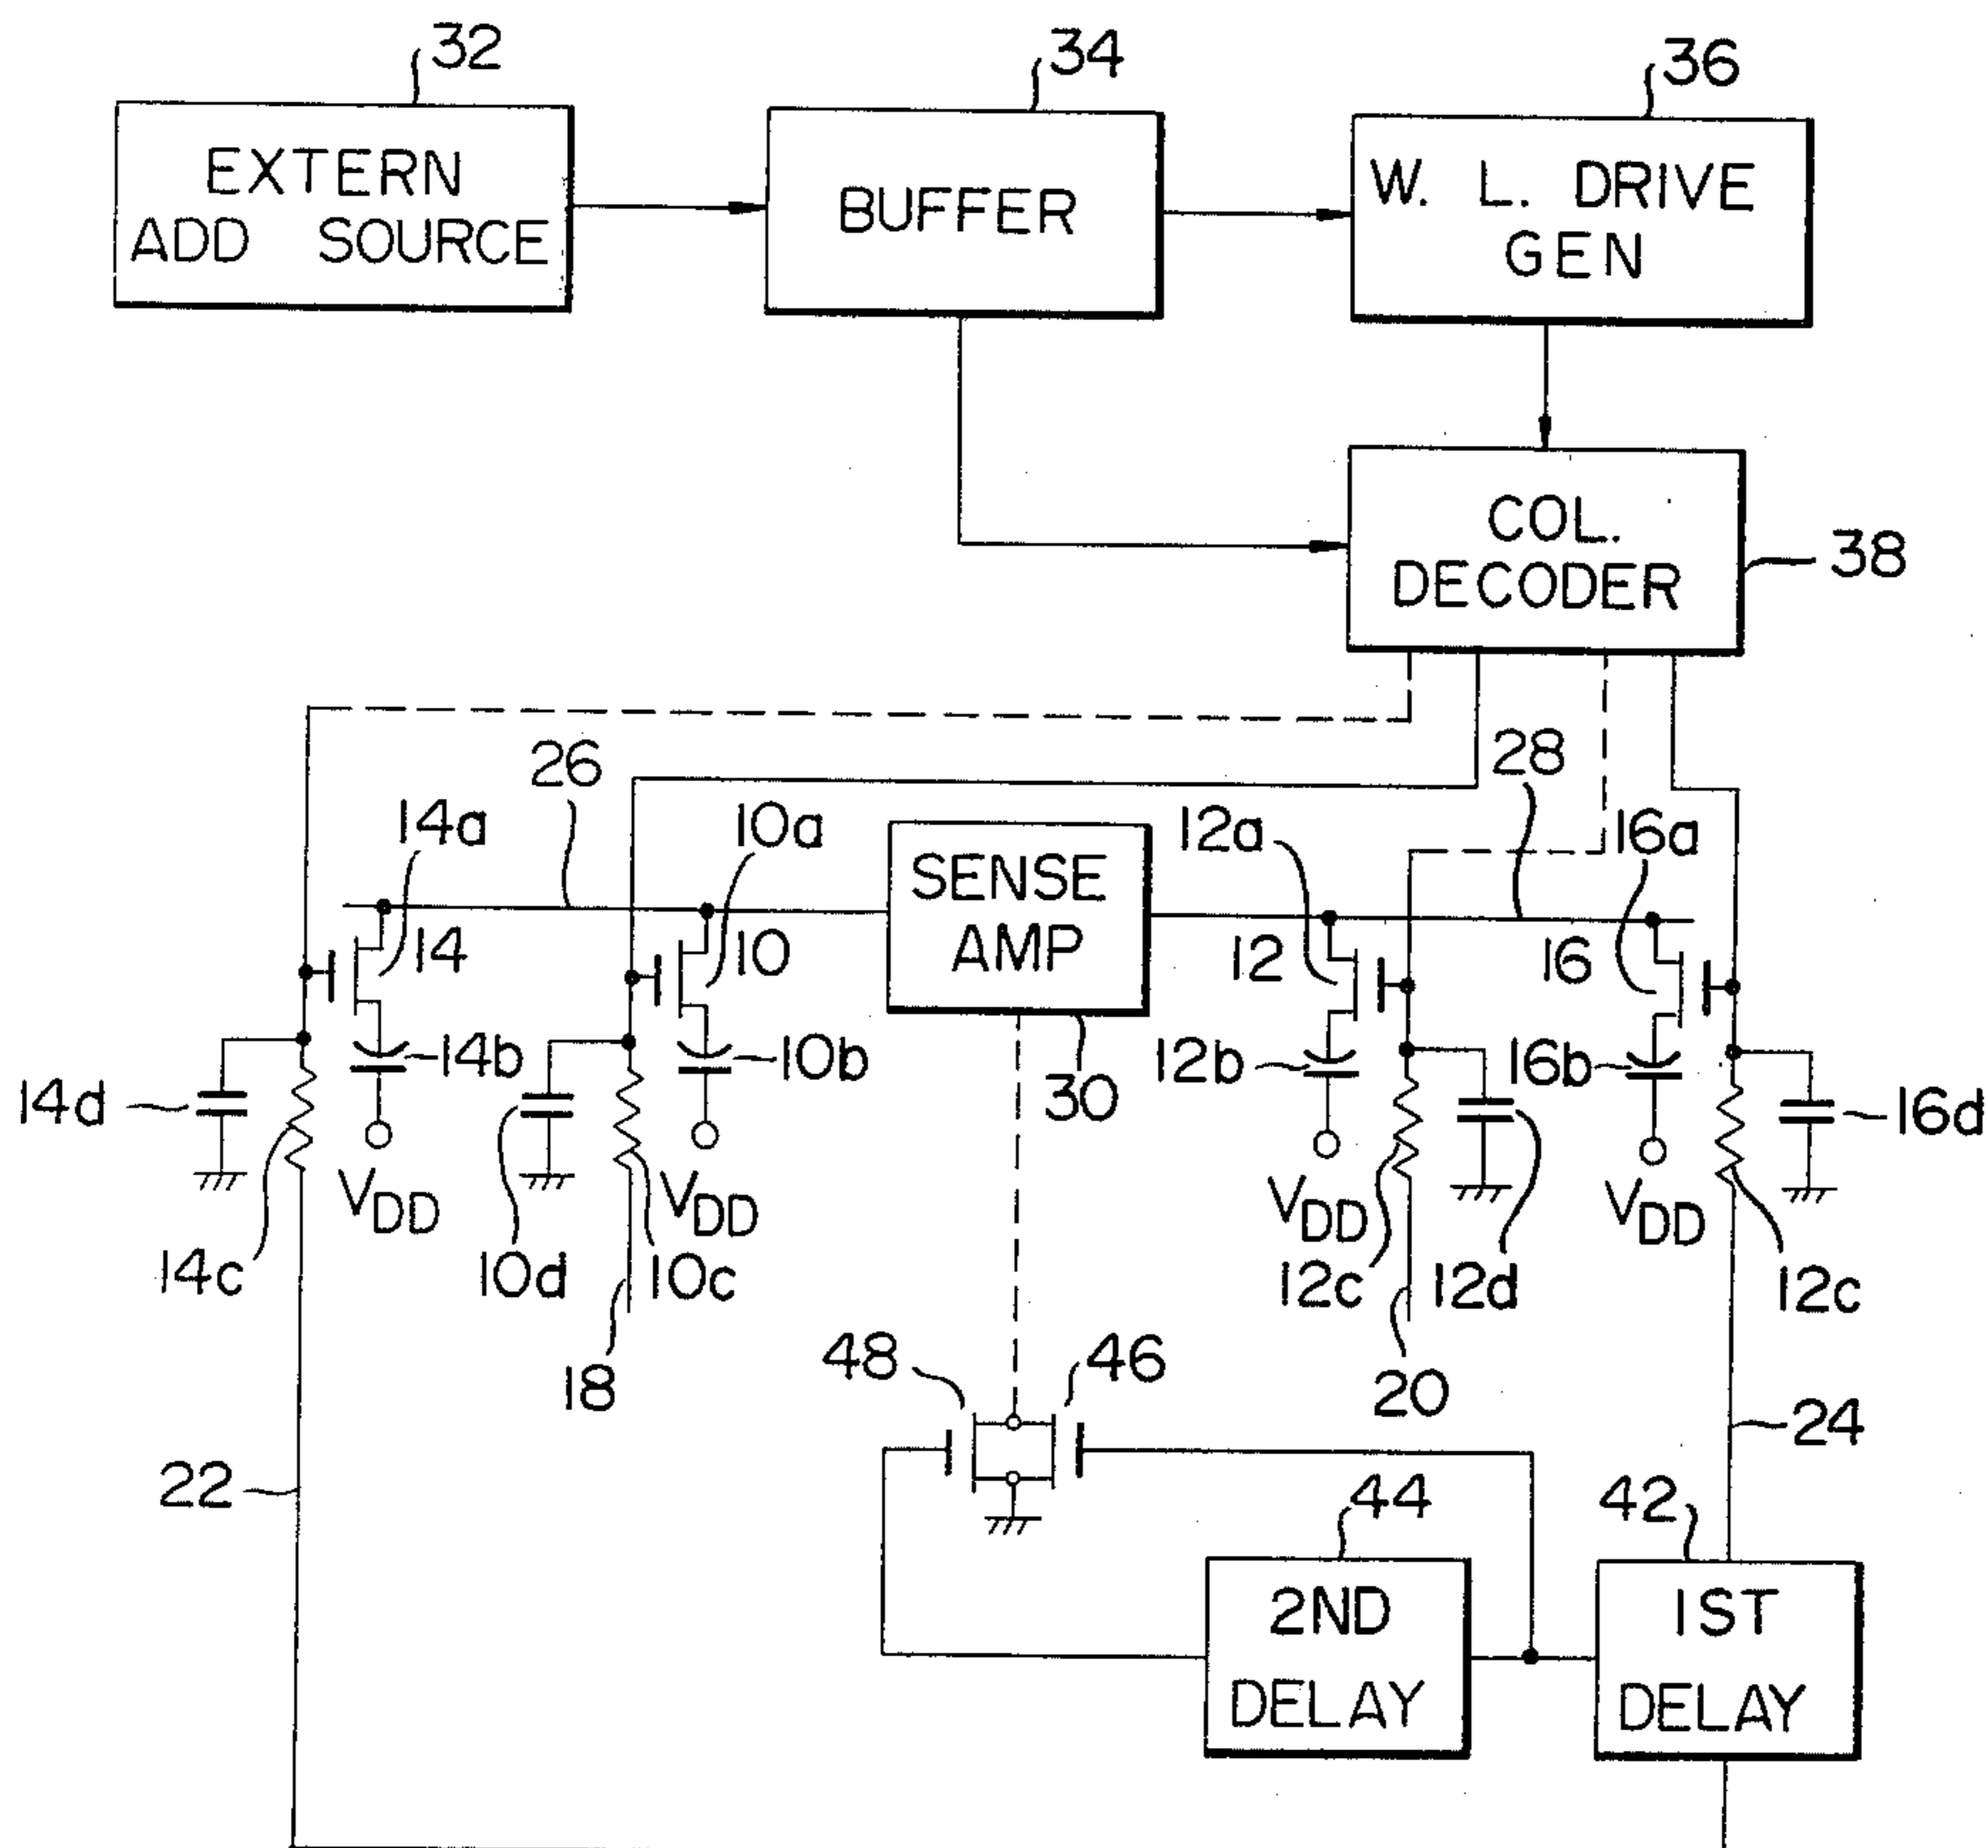 32
34
36
EXTERN
ADD SOURCE
BUFFER
W. L. DRIVE
GEN
COL.
DECODER
38
26
28
14a
10a
12a
16a
SENSE
AMP
14
10
12
16
14b
10b
12b
16b
14d
30
16d
VDD
VDD
VDD
VDD
14c
10d
10c
12c
12d
12c
18
48
46
20
24
22
44
42
2ND
DELAY
1ST
DELAY